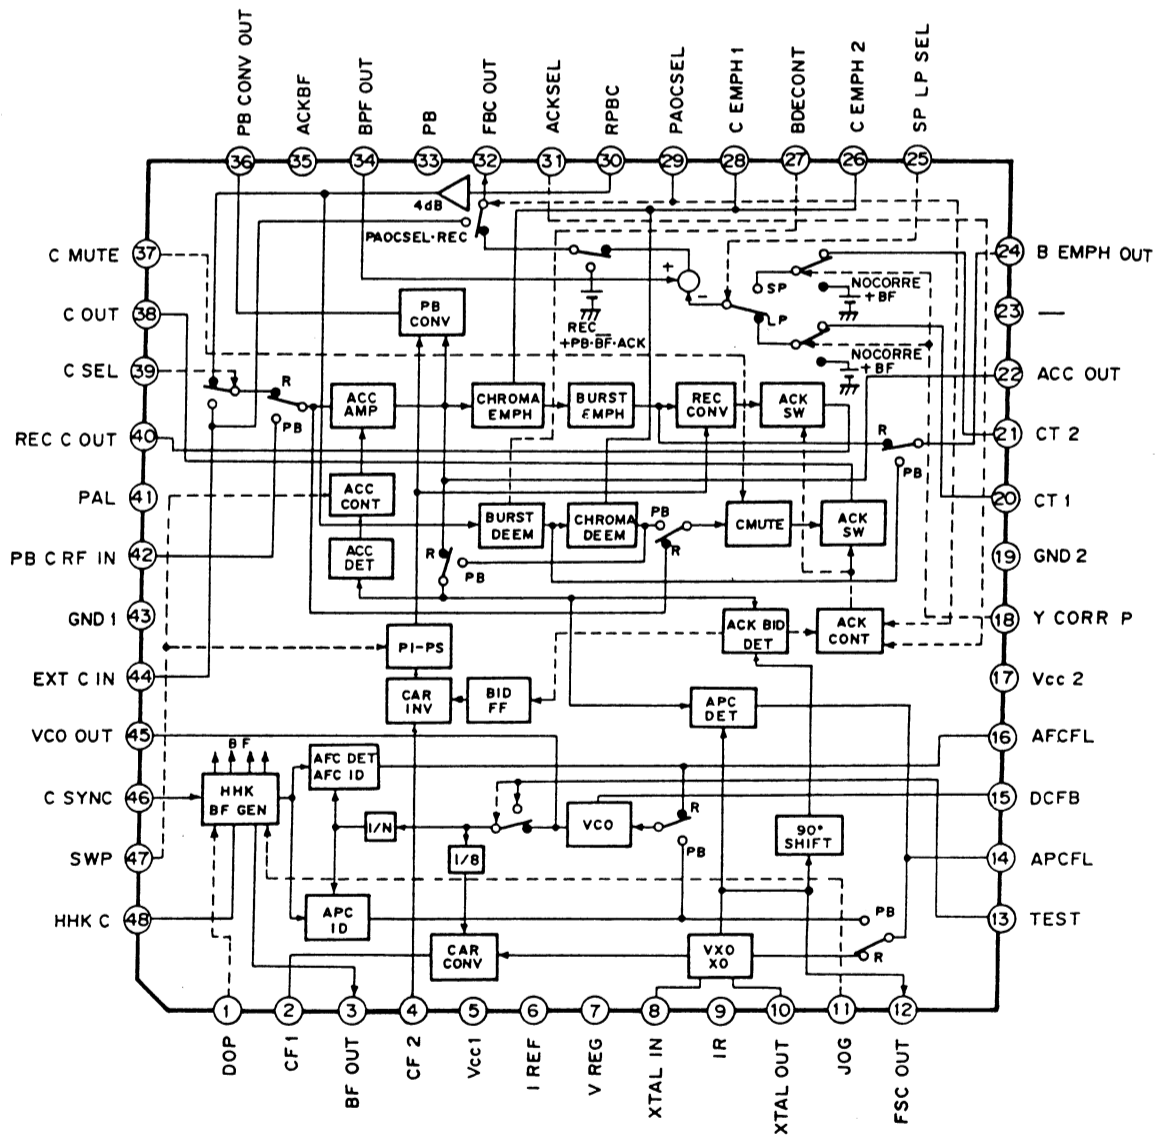 PB CONV OUT
ACKBF
BPF OUT
PB
FBC OUT
ACKSEL
RPBC
PAOCSEL
C EMPH 1
BDECONT
C EMPH 2
SP LP SEL
36
35
34
33
32
31
30
29
28
27
26
25
4dB
PAOCSEL·REC
C MUTE
37
C OUT
38
C SEL
39
REC C OUT
40
PAL
41
PB C RF IN
42
GND 1
43
EXT C IN
44
VCO OUT
45
C SYNC
46
SWP
47
HHK C
48
24
B EMPH OUT
23
—
22
ACC OUT
21
CT 2
20
CT 1
19
GND 2
18
Y CORR P
17
Vcc 2
16
AFCFL
15
DCFB
14
APCFL
13
TEST
+
−
SP
P
NOCORRE
+ BF
NOCORRE
+ BF
REC
+PB·BF·ACK
PB
CONV
R
PB
ACC
AMP
CHROMA
EMPH
BURST
EMPH
REC
CONV
ACK
SW
R
PB
ACC
CONT
BURST
DEEM
CHROMA
DEEM
PB
R
CMUTE
ACK
SW
ACC
DET
R
PB
PI-PS
ACK BID
DET
ACK
CONT
CAR
INV
BID
FF
APC
DET
BF
HHK
BF GEN
AFC DET
AFC ID
1/N
1/8
VCO
R
PB
90°
SHIFT
APC
ID
CAR
CONV
VXO
XO
PB
R
1
2
3
4
5
6
7
8
9
10
11
12
DOP
CF1
BF OUT
CF 2
Vcc1
I REF
V REG
XTAL IN
IR
XTAL OUT
JOG
FSC OUT